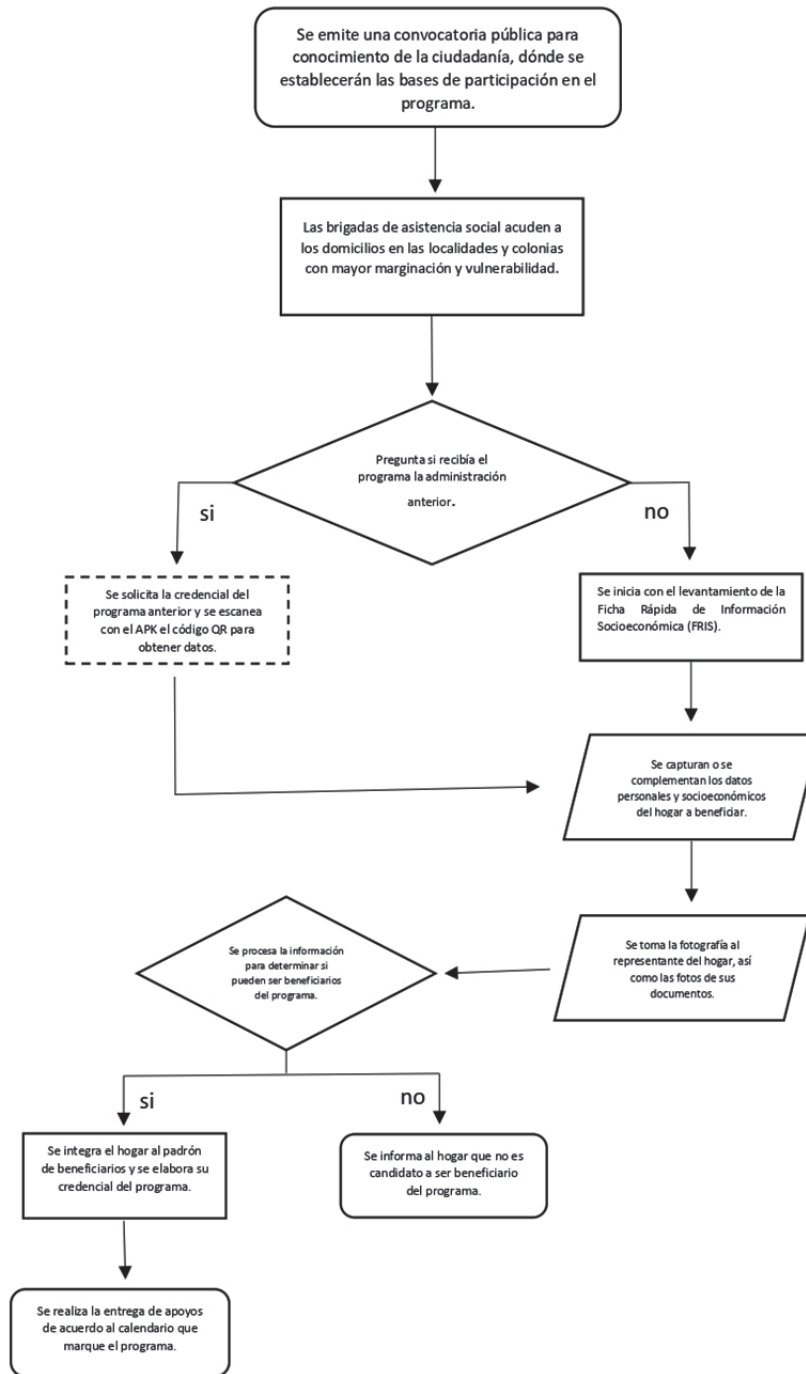 Se emite una convocatoria pública para
conocimiento de la ciudadanía, dónde se
establecerán las bases de participación en el
programa.
Las brigadas de asistencia social acuden a
los domicilios en las localidades y colonias
con mayor marginación y vulnerabilidad.
Pregunta si recibía el
programa la administración
anterior.
si
no
Se solicita la credencial del
programa anterior y se escanea
con el APK el código QR para
obtener datos.
Se inicia con el levantamiento de la
Ficha Rápida de Información
Socioeconómica (FRIS).
Se capturan o se
complementan los datos
personales y socioeconómicos
del hogar a beneficiar.
Se toma la fotografía al
representante del hogar, así
como las fotos de sus
documentos.
Se procesa la información
para determinar si
pueden ser beneficiarios
del programa.
si
no
Se integra el hogar al padrón
de beneficiarios y se elabora su
credencial del programa.
Se informa al hogar que no es
candidato a ser beneficiario
del programa.
Se realiza la entrega de apoyos
de acuerdo al calendario que
marque el programa.